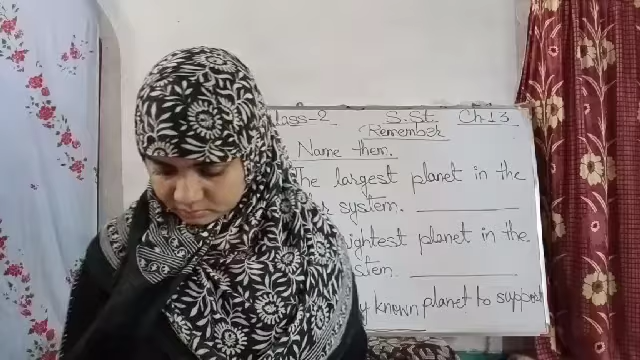 lass-2 S.St. Ch 13
Remember
Name them.
The largest planet in the
system.
ightest planet in the
stem.
y known planet to support